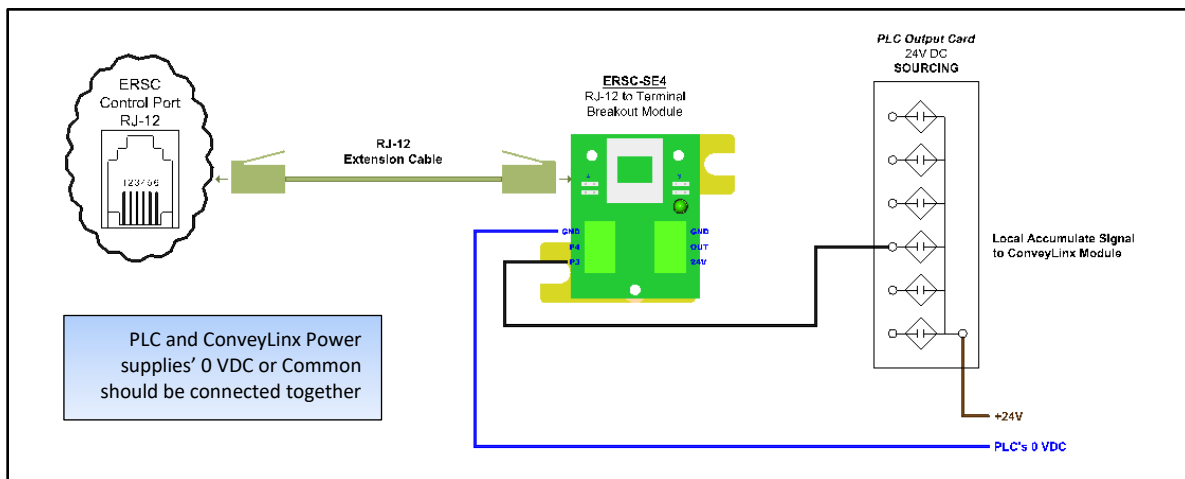 ERSC
Control Port
RJ-12
123456
RJ-12
Extension Cable
ERSC-SE4
RJ-12 to Terminal
Breakout Module
GND
P4
P3
GND
OUT
24V
PLC Output Card
24V DC
SOURCING
Local Accumulate Signal
to ConveyLinx Module
+24V
PLC's 0 VDC
PLC and ConveyLinx Power
supplies’ 0 VDC or Common
should be connected together